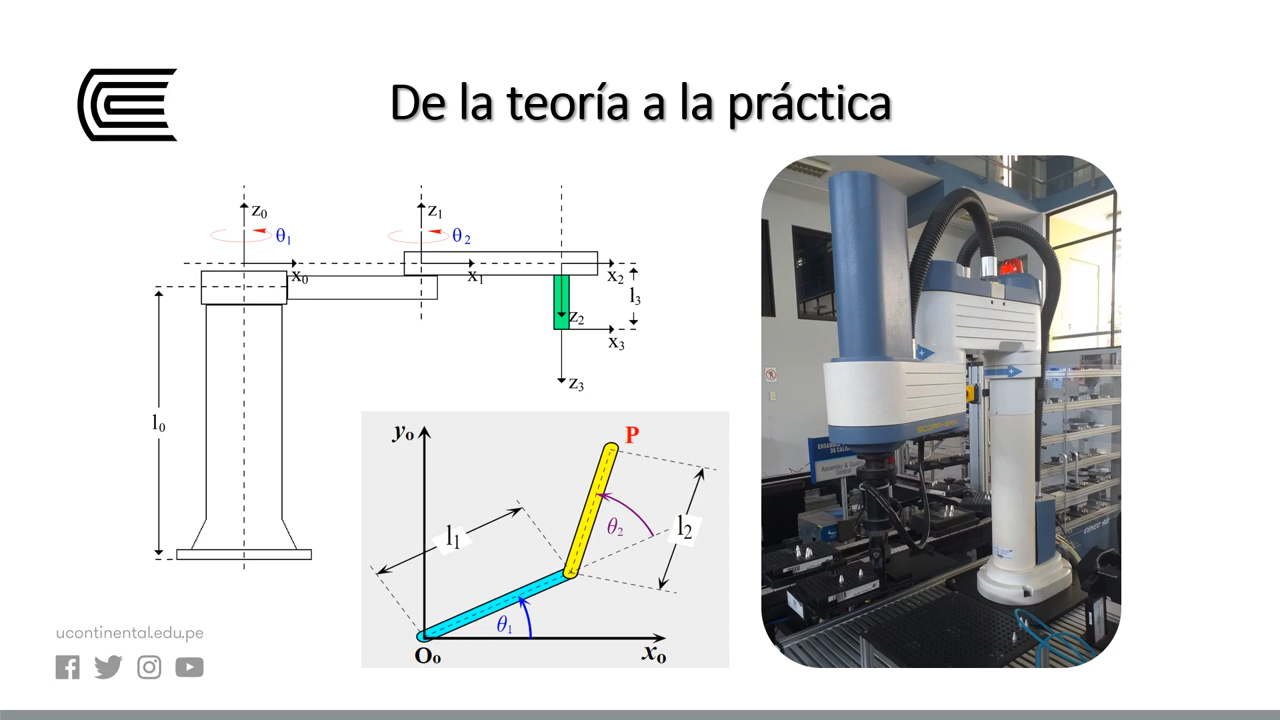 De la teoría a la práctica
z₀
z₁
θ₁
θ₂
x₀
x₁
x₂
l₃
z₂
x₃
z₃
l₀
y₀
P
l₁
θ₂
l₂
θ₁
O₀
x₀
ucontinental.edu.pe